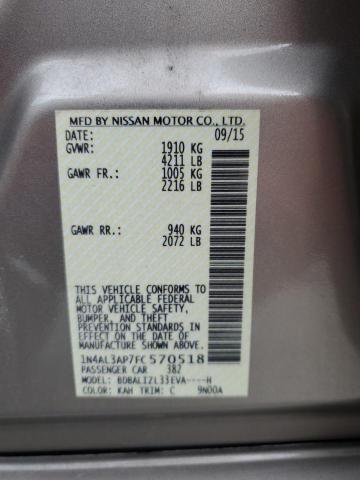 MFD BY NISSAN MOTOR CO., LTD.
DATE: 09/15
GVWR: 1910 KG
4211 LB
GAWR FR.: 1005 KG
2216 LB
GAWR RR.: 940 KG
2072 LB
THIS VEHICLE CONFORMS TO
ALL APPLICABLE FEDERAL
MOTOR VEHICLE SAFETY,
BUMPER, AND THEFT
PREVENTION STANDARDS IN
EFFECT ON THE DATE OF
MANUFACTURE SHOWN ABOVE.
1N4AL3AP7FC570518
PASSENGER CAR 382
MODEL: BDBALIZL33EVA----H
COLOR: KAH TRIM: C 9N00A